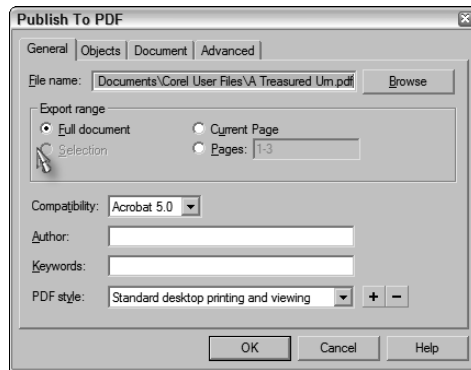 Publish To PDF
General Objects Document Advanced
File name: Documents\Corel User Files\A Treasured Urn.pdf Browse
Export range
Full document Current Page
Selection Pages: 1-3
Compatibility: Acrobat 5.0
Author:
Keywords:
PDF style: Standard desktop printing and viewing + −
OK Cancel Help